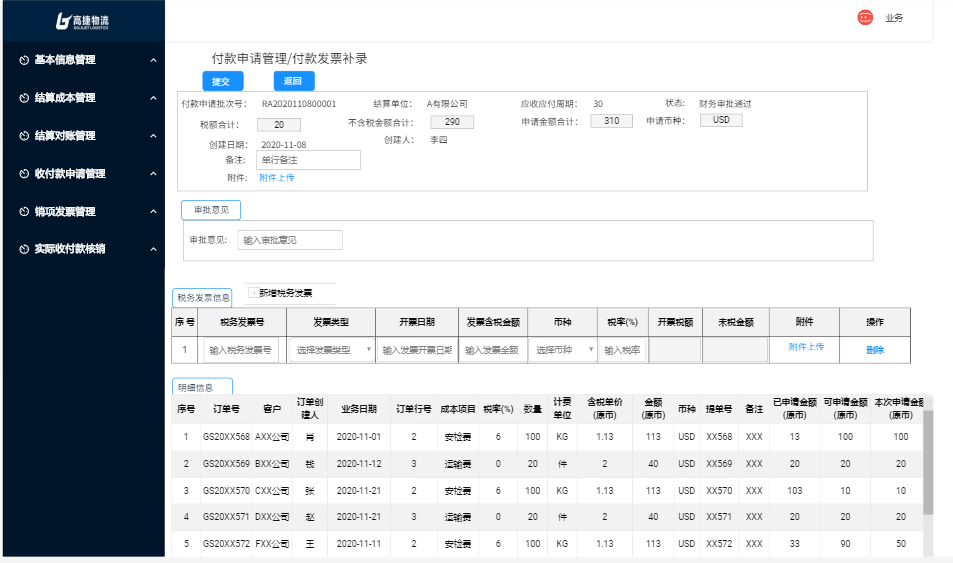 高捷物流
GOLDJET LOGISTICS
业务
基本信息管理
结算成本管理
结算对账管理
收付款申请管理
销项发票管理
实际收付款核销
付款申请管理/付款发票补录
提交 返回
付款申请批次号： RA2020110800001 结算单位： A有限公司 应收应付周期： 30 状态： 财务审批通过
税额合计： 20 不含税金额合计： 290 申请金额合计： 310 申请币种： USD
创建日期： 2020-11-08 创建人： 李四
备注： 单行备注
附件： 附件上传
审批意见
审批意见： 输入审批意见
税务发票信息 新增税务发票
序号 税务发票号 发票类型 开票日期 发票含税金额 币种 税率(%) 开票税额 未税金额 附件 操作
1 输入税务发票号 选择发票类型 输入发票开票日期 输入发票金额 选择币种 输入税率 附件上传 删除
明细信息
序号 订单号 客户 订单创建人 业务日期 订单行号 成本项目 税率(%) 数量 计费单位 含税单价(原币) 金额(原币) 币种 提单号 备注 已申请金额(原币) 可申请金额(原币) 本次申请金额(原币)
1 GS20XX568 AXX公司 肖 2020-11-01 2 安检费 6 100 KG 1.13 113 USD XX568 XXX 13 100 100
2 GS20XX569 BXX公司 钱 2020-11-12 3 运输费 0 20 件 2 40 USD XX569 XXX 20 20 20
3 GS20XX570 CXX公司 张 2020-11-21 2 安检费 6 100 KG 1.13 113 USD XX570 XXX 103 10 10
4 GS20XX571 DXX公司 赵 2020-11-21 3 运输费 0 20 件 2 40 USD XX571 XXX 20 20 20
5 GS20XX572 FXX公司 王 2020-11-11 2 安检费 6 100 KG 1.13 113 USD XX572 XXX 33 90 50